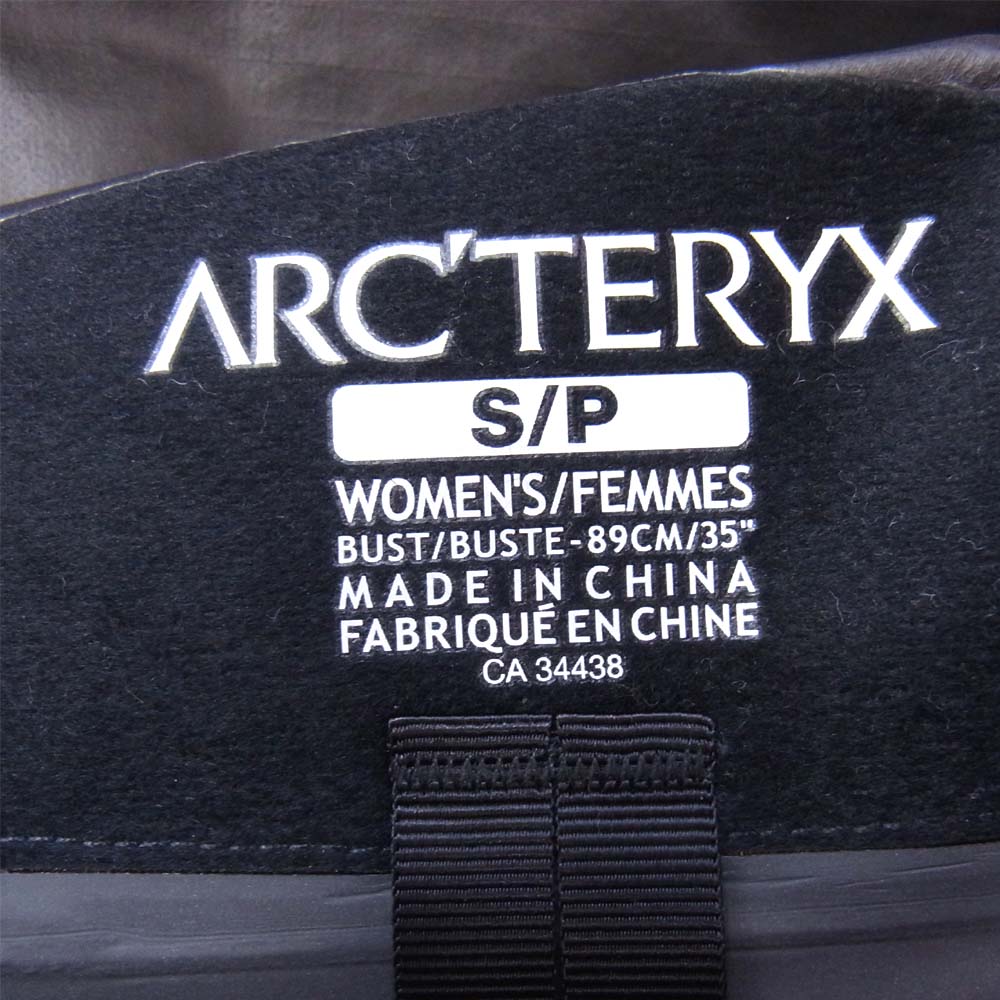 ARC'TERYX
S/P
WOMEN'S/FEMMES
BUST/BUSTE-89CM/35"
MADE IN CHINA
FABRIQUÉ EN CHINE
CA 34438